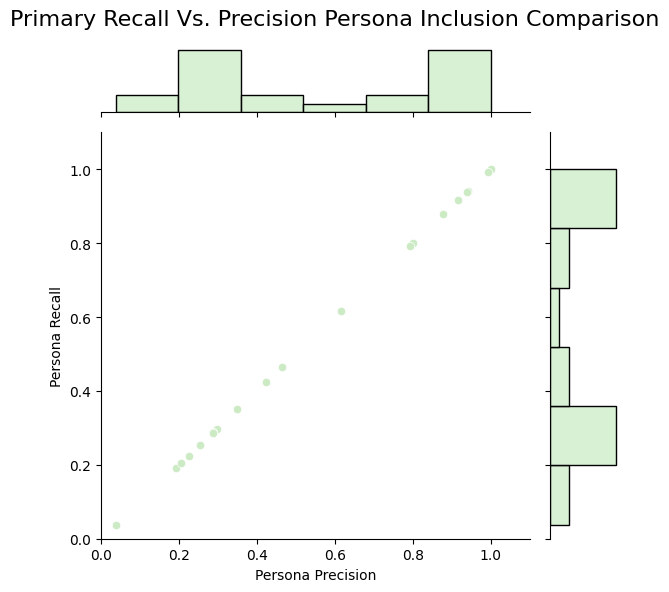 Primary Recall Vs. Precision Persona Inclusion Comparison
1.0
0.8
0.6
0.4
0.2
0.0
Persona Recall
0.0 0.2 0.4 0.6 0.8 1.0
Persona Precision